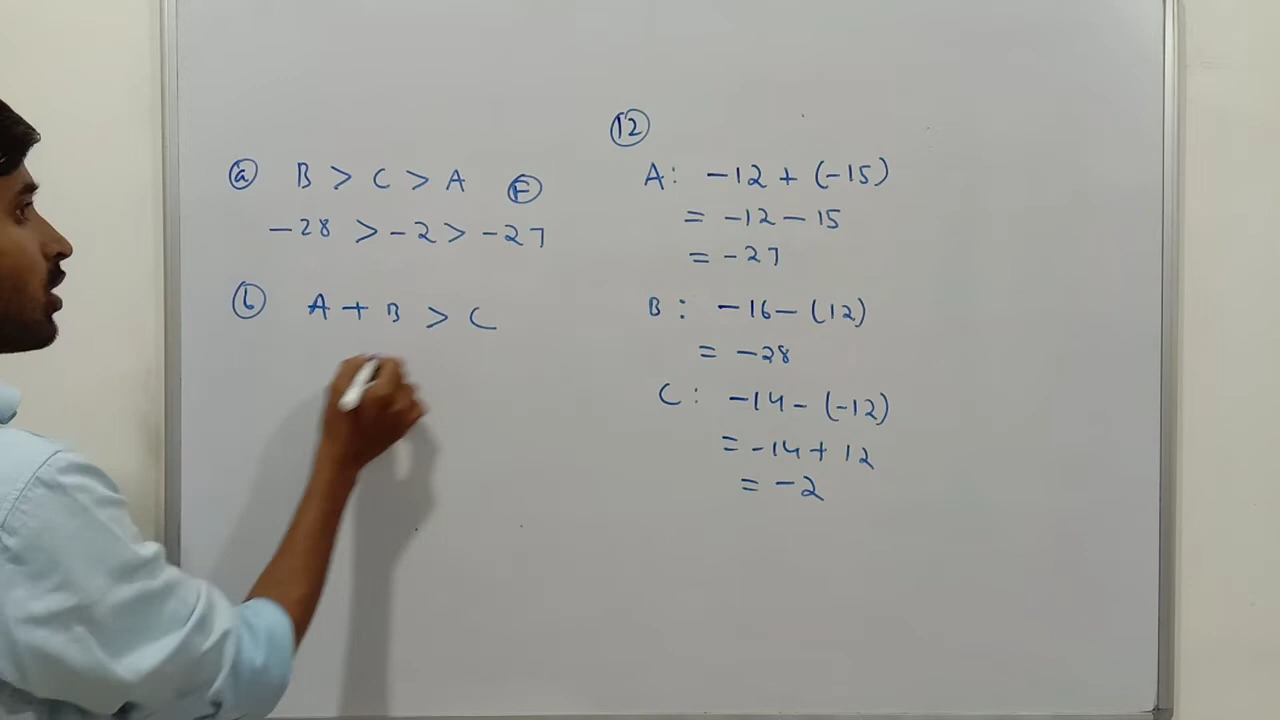 ⓐ B > C > A Ⓕ
-28 > -2 > -27
ⓑ A + B > C
⑫
A: -12 + (-15)
= -12 - 15
= -27
B: -16 - (12)
= -28
C: -14 - (-12)
= -14 + 12
= -2